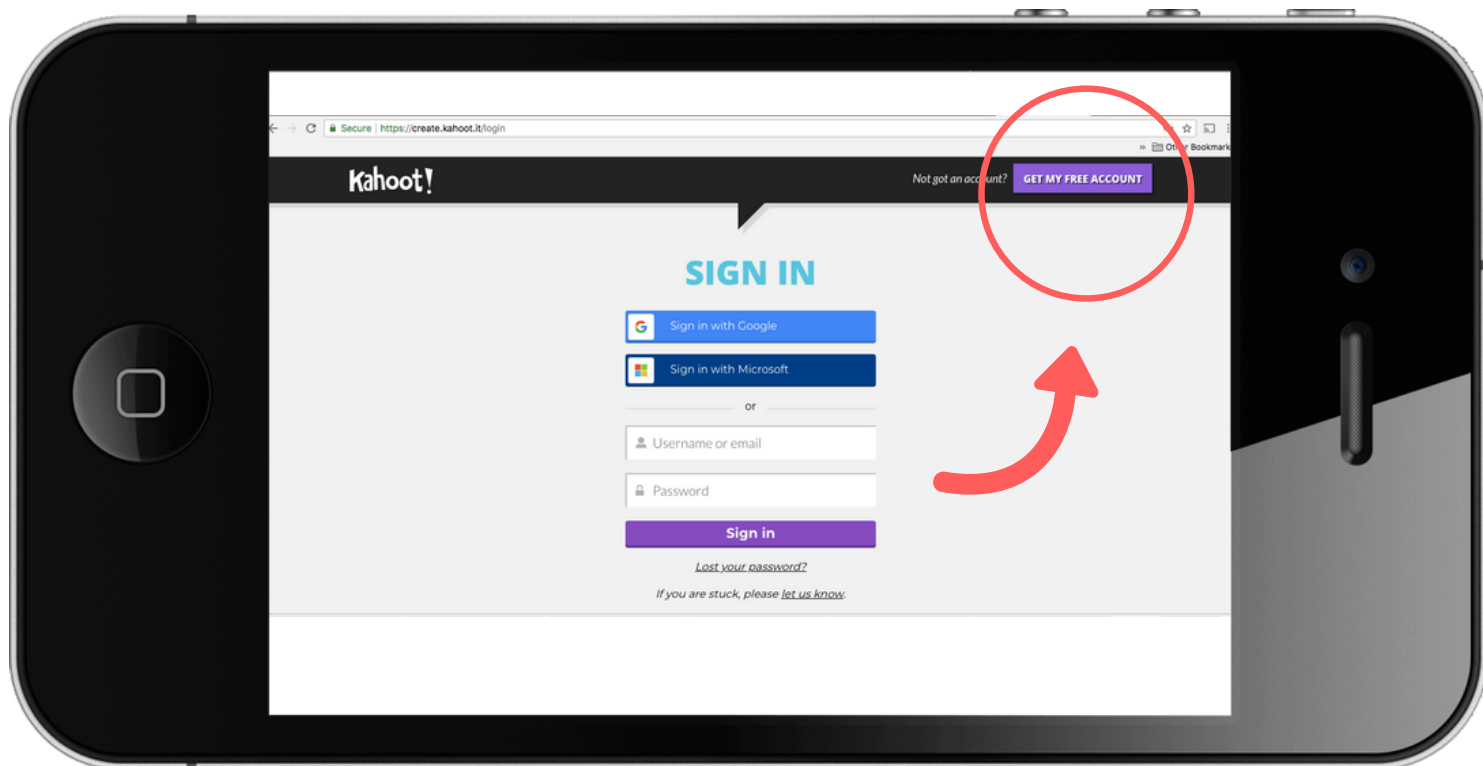 Secure | https://create.kahoot.it/login
Other Bookmark
Kahoot!
Not got an account? GET MY FREE ACCOUNT
SIGN IN
Sign in with Google
Sign in with Microsoft
or
Username or email
Password
Sign in
Lost your password?
If you are stuck, please let us know.